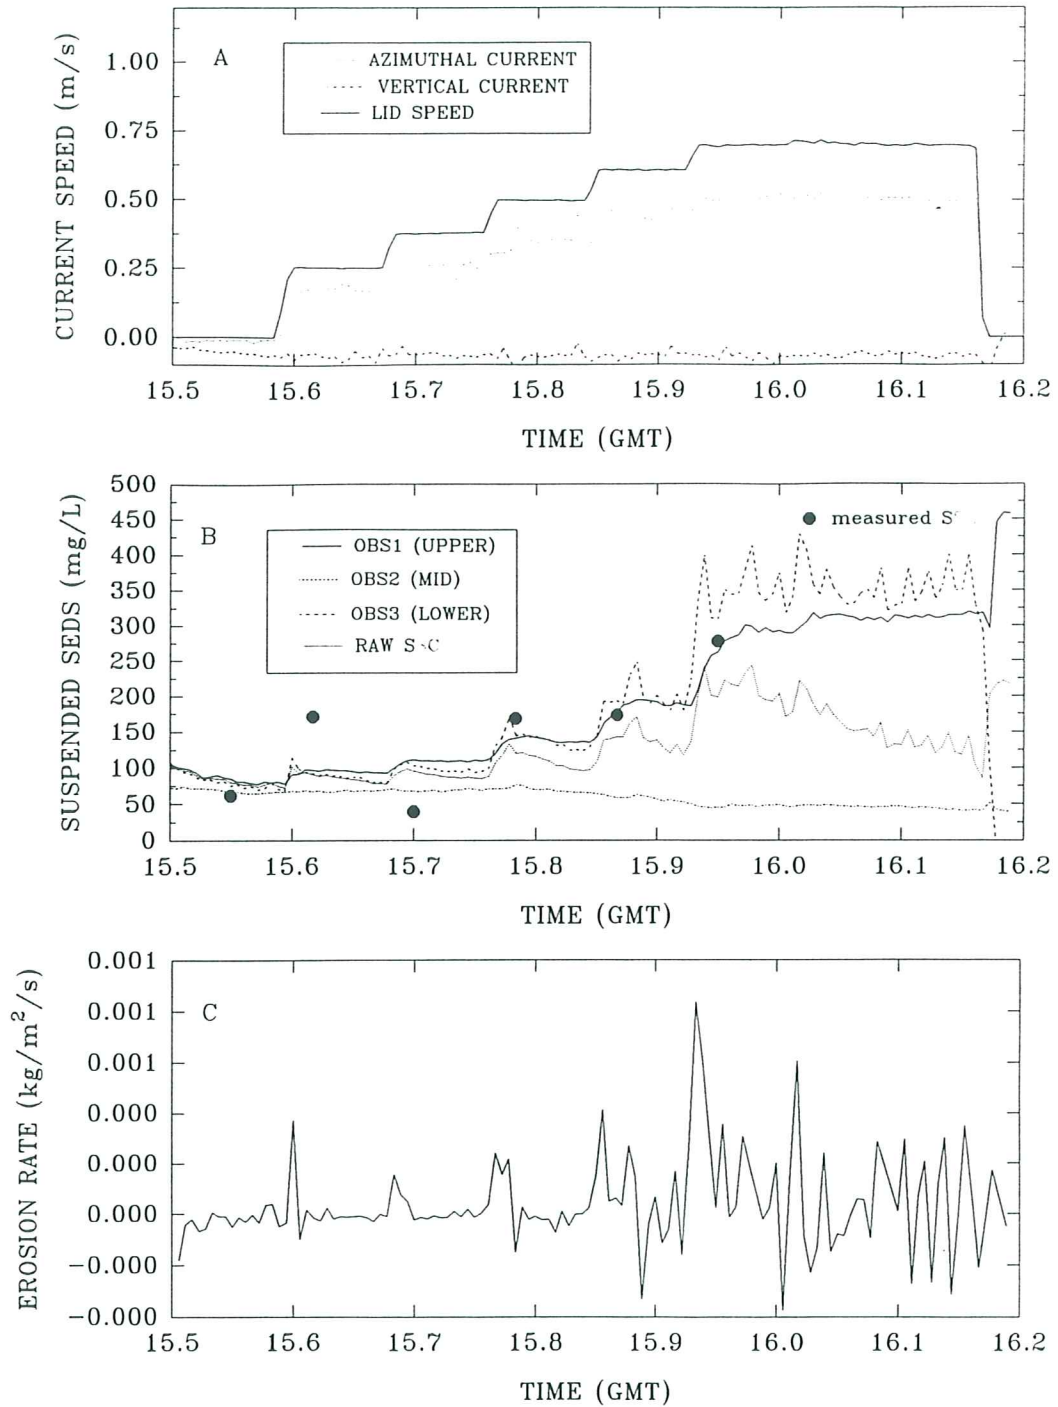 A
AZIMUTHAL CURRENT
VERTICAL CURRENT
LID SPEED
CURRENT SPEED (m/s)
1.00
0.75
0.50
0.25
0.00
15.5 15.6 15.7 15.8 15.9 16.0 16.1 16.2
TIME (GMT)
B
OBS1 (UPPER)
OBS2 (MID)
OBS3 (LOWER)
RAW
measured
SUSPENDED SEDS (mg/L)
500
450
400
350
300
250
200
150
100
50
0
15.5 15.6 15.7 15.8 15.9 16.0 16.1 16.2
TIME (GMT)
C
EROSION RATE (kg/m²/s)
0.001
0.001
0.001
0.000
0.000
0.000
−0.000
−0.000
15.5 15.6 15.7 15.8 15.9 16.0 16.1 16.2
TIME (GMT)